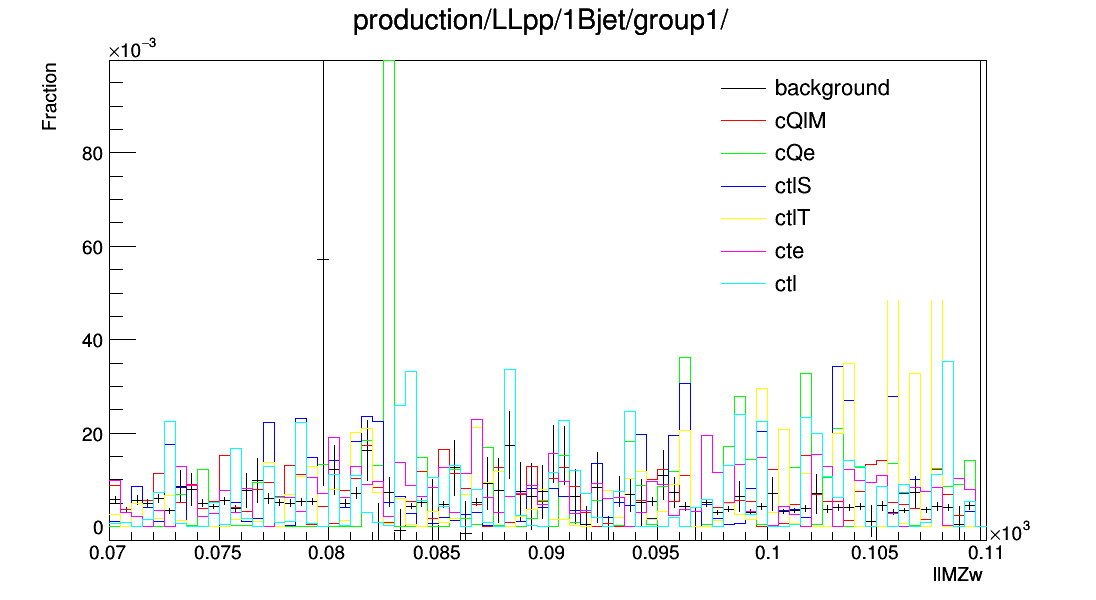 production/LLpp/1Bjet/group1/
×10⁻³
Fraction
background
cQlM
cQe
ctlS
ctlT
cte
ctl
80
60
40
20
0
0.07 0.075 0.08 0.085 0.09 0.095 0.1 0.105 0.11 ×10³
llMZw